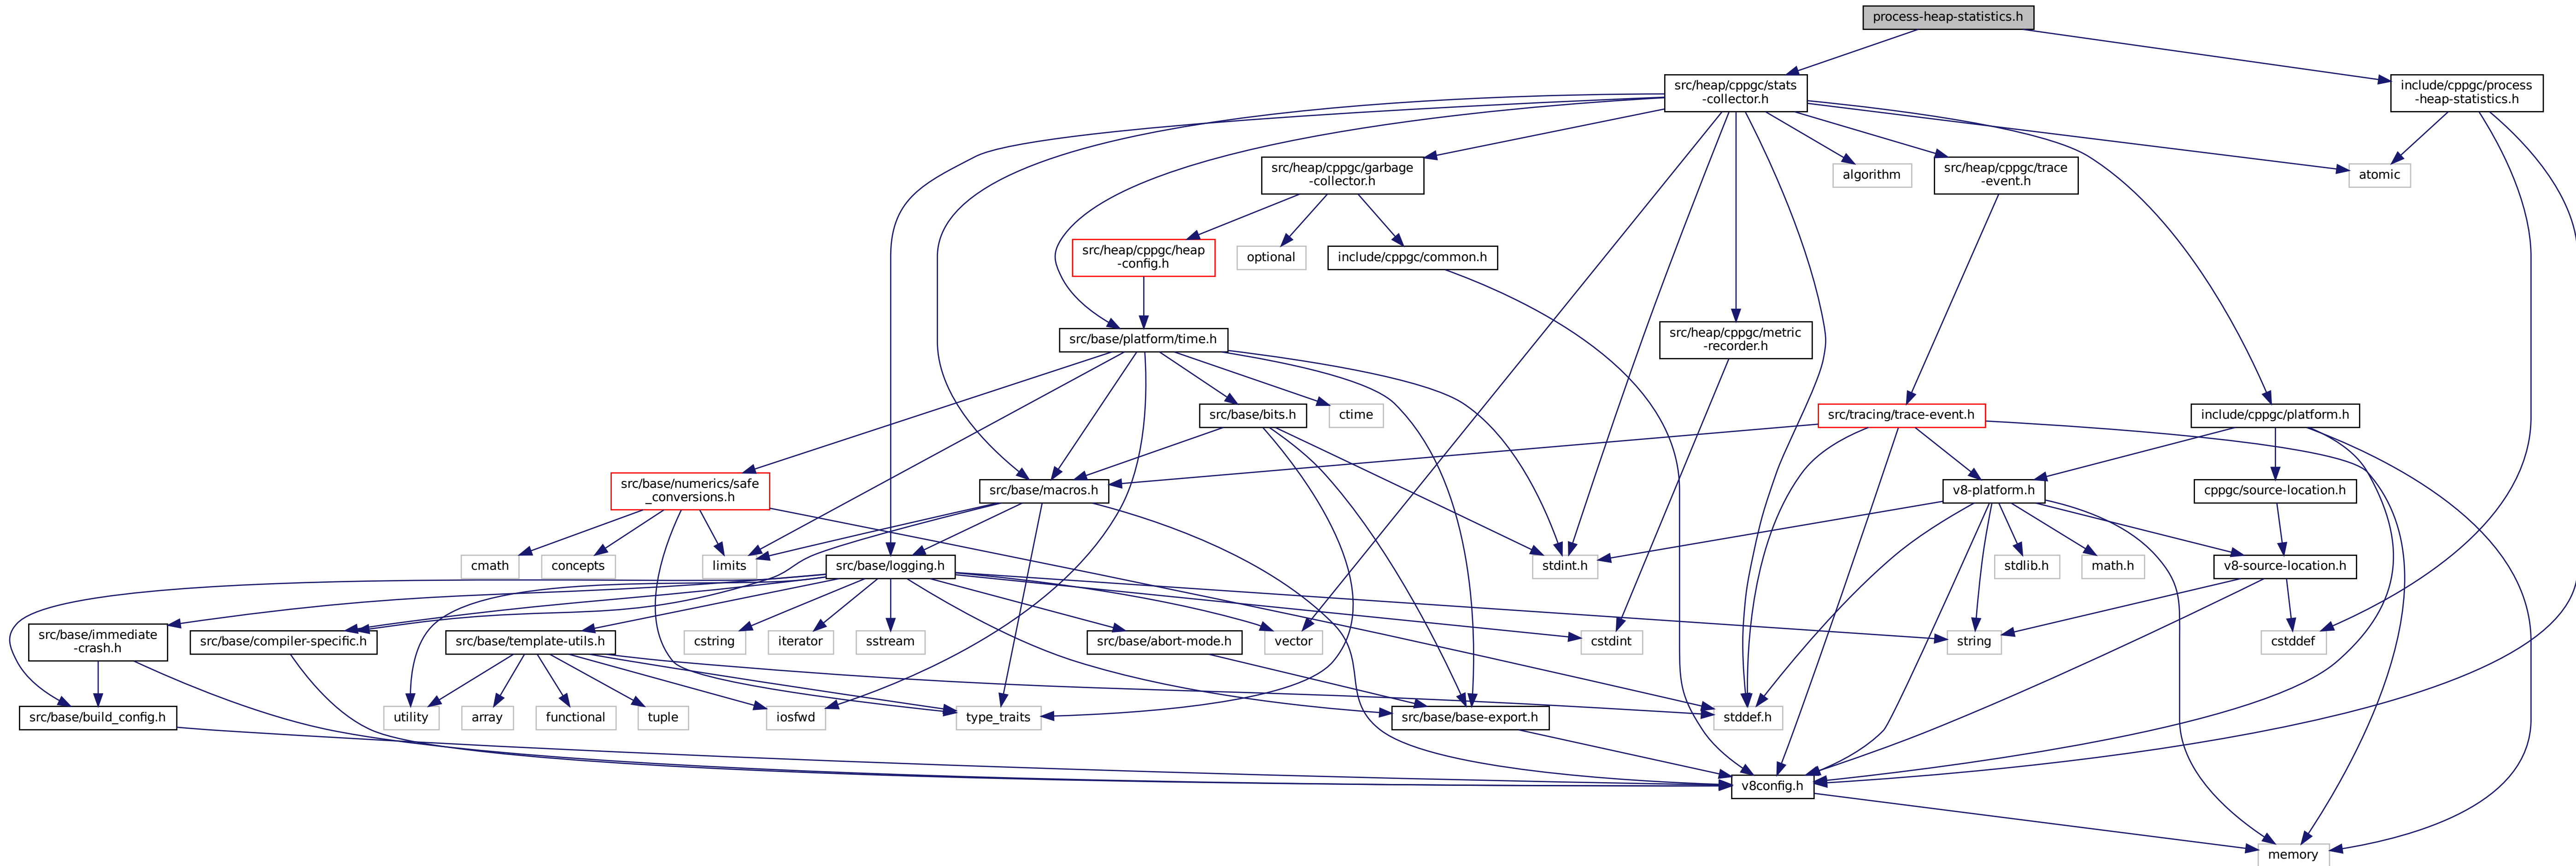 process-heap-statistics.h
src/heap/cppgc/stats
-collector.h
include/cppgc/process
-heap-statistics.h
src/heap/cppgc/garbage
-collector.h
algorithm
src/heap/cppgc/trace
-event.h
atomic
src/heap/cppgc/heap
-config.h
optional
include/cppgc/common.h
src/base/platform/time.h
src/heap/cppgc/metric
-recorder.h
src/base/bits.h
ctime
src/tracing/trace-event.h
include/cppgc/platform.h
src/base/numerics/safe
_conversions.h
src/base/macros.h
v8-platform.h
cppgc/source-location.h
cmath
concepts
limits
src/base/logging.h
stdint.h
stdlib.h
math.h
v8-source-location.h
src/base/immediate
-crash.h
src/base/compiler-specific.h
src/base/template-utils.h
cstring
iterator
sstream
src/base/abort-mode.h
vector
cstdint
string
cstddef
src/base/build_config.h
utility
array
functional
tuple
iosfwd
type_traits
src/base/base-export.h
stddef.h
v8config.h
memory